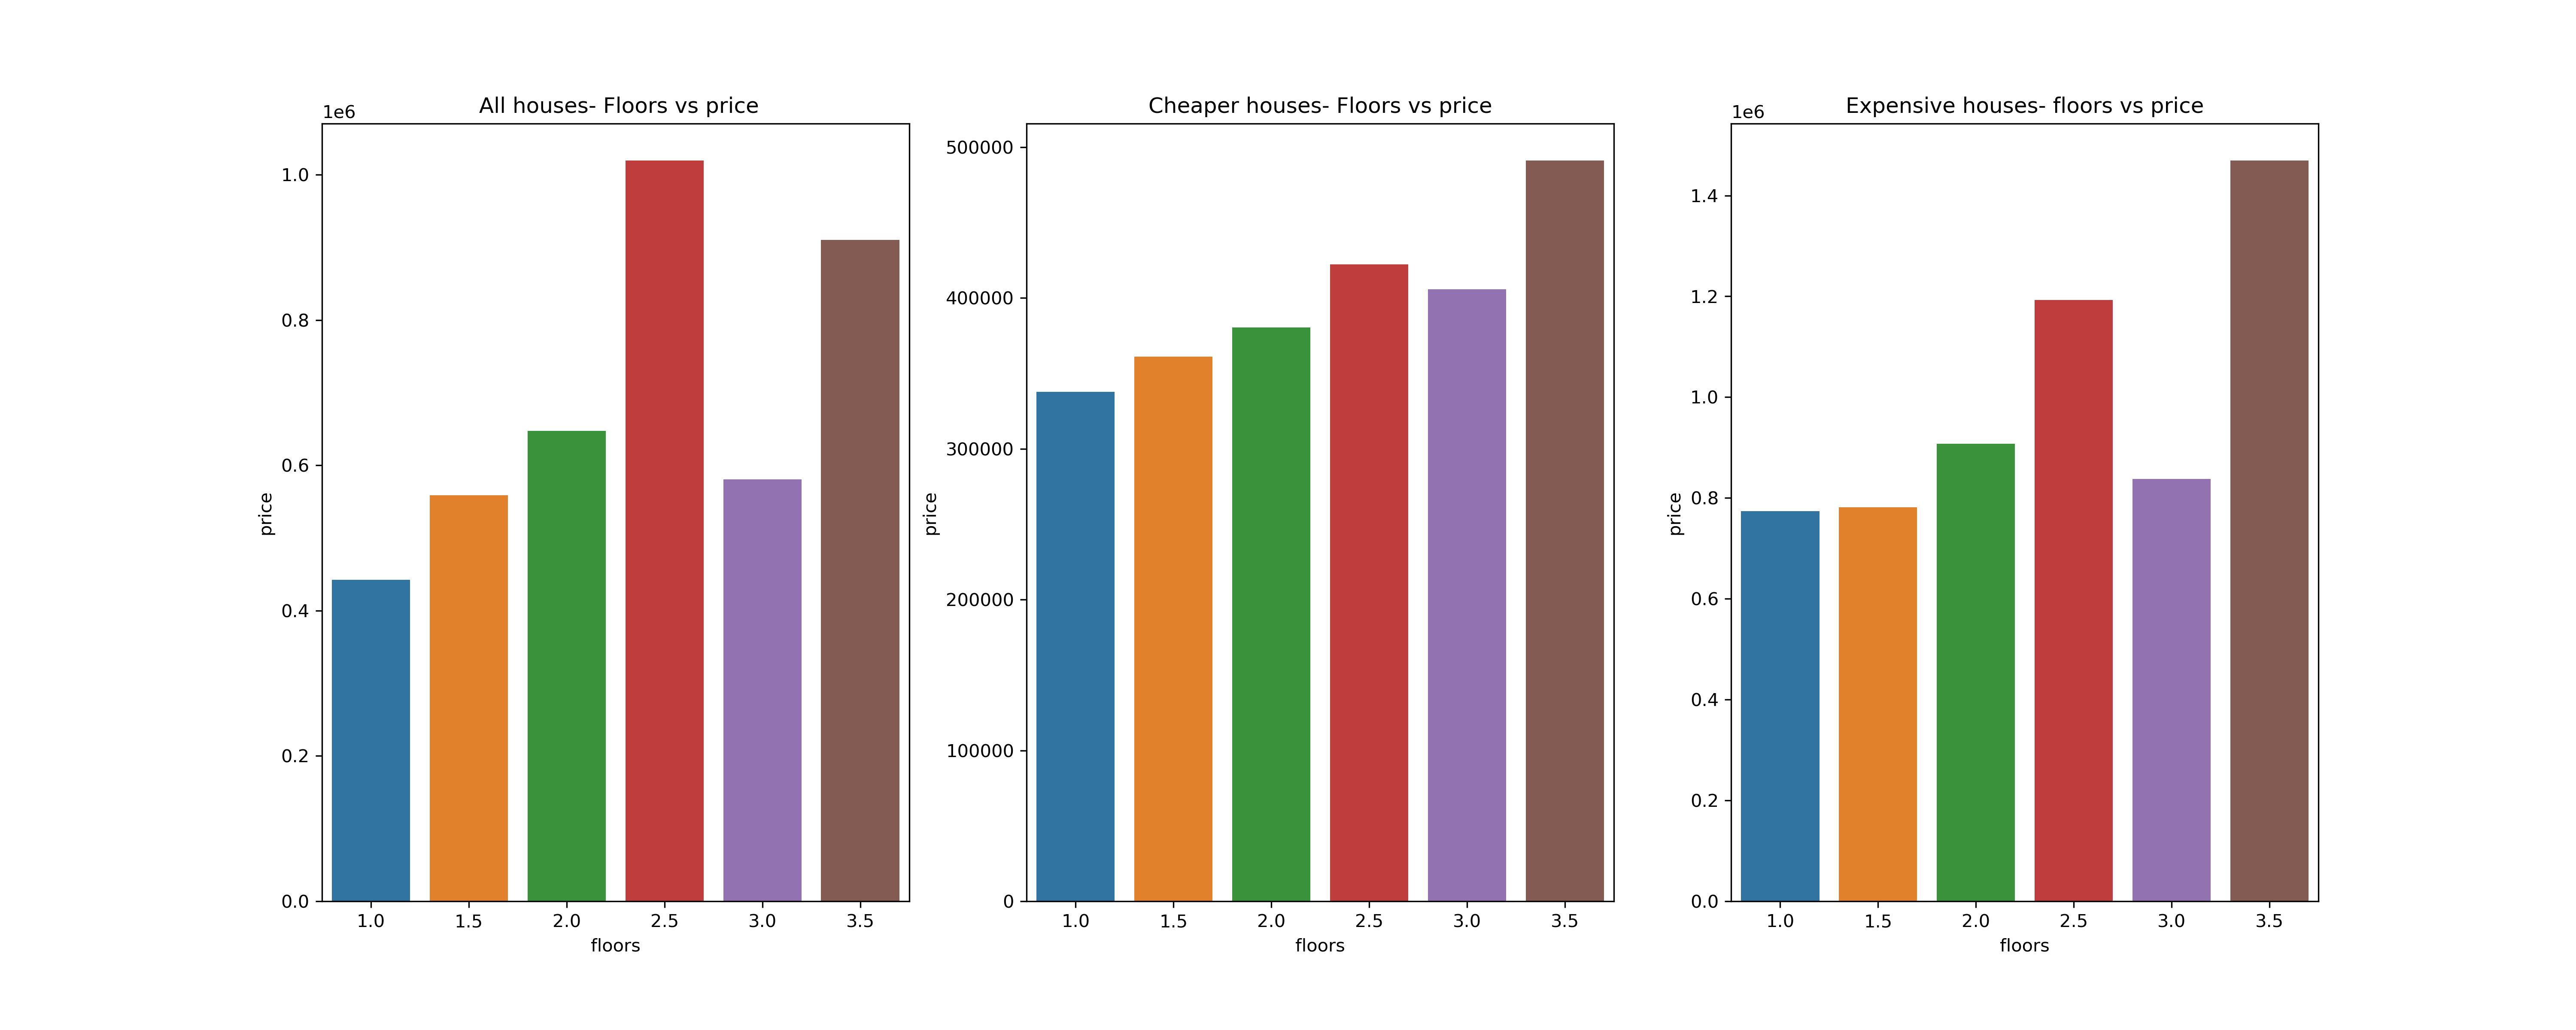 All houses- Floors vs price
1e6
1.0
0.8
0.6
0.4
0.2
0.0
price
1.0 1.5 2.0 2.5 3.0 3.5
floors
Cheaper houses- Floors vs price
500000
400000
300000
200000
100000
0
price
1.0 1.5 2.0 2.5 3.0 3.5
floors
Expensive houses- floors vs price
1e6
1.4
1.2
1.0
0.8
0.6
0.4
0.2
0.0
price
1.0 1.5 2.0 2.5 3.0 3.5
floors